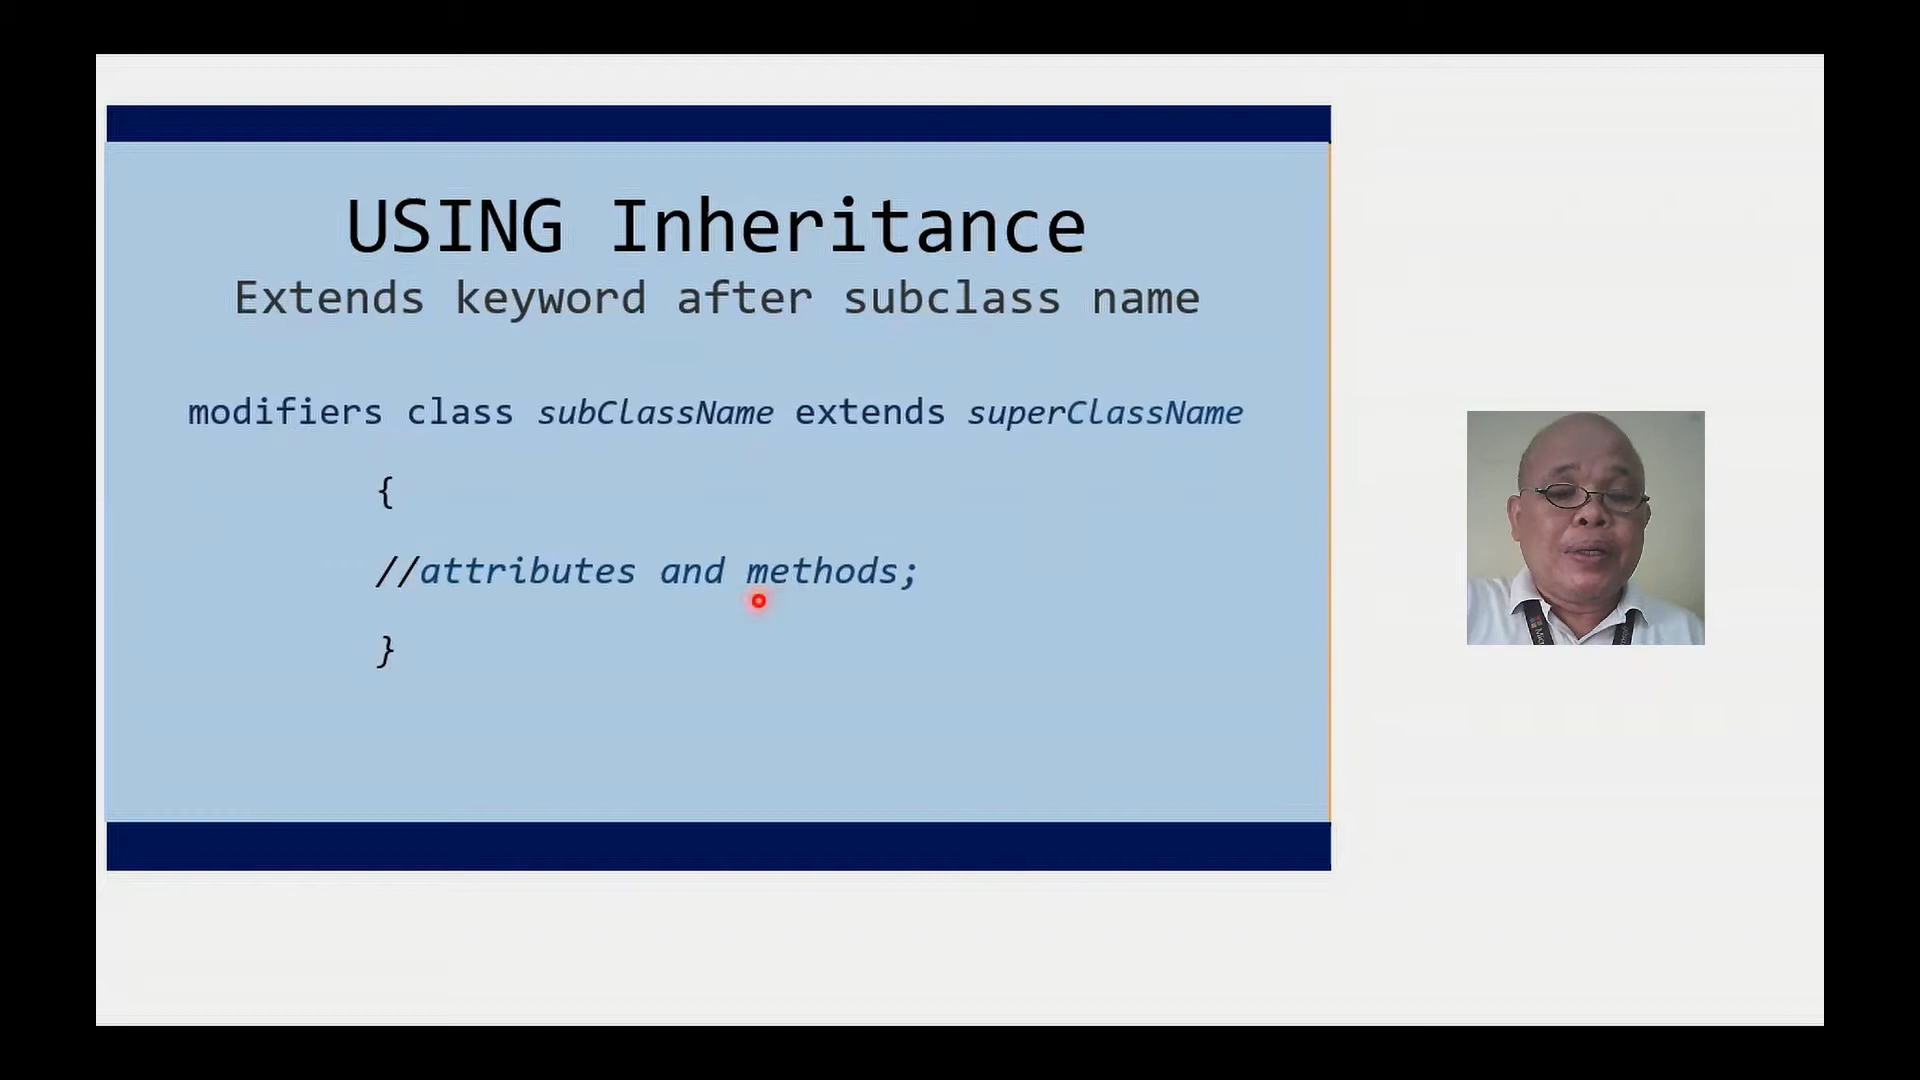 USING Inheritance
Extends keyword after subclass name
modifiers class subClassName extends superClassName
{
//attributes and methods;
}